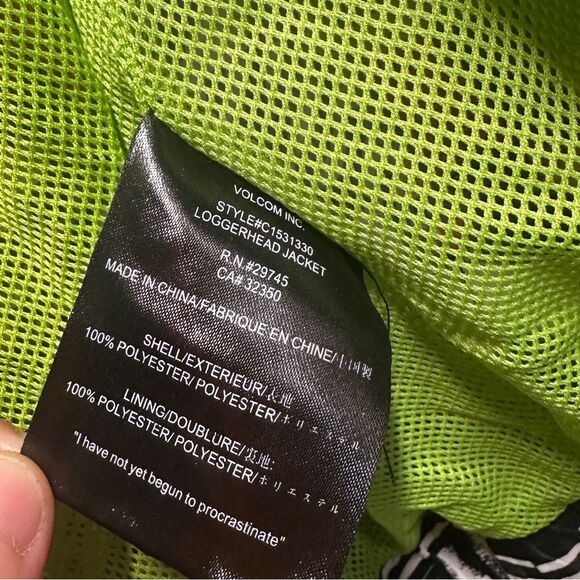 VOLCOM INC.
STYLE#C1531330
LOGGERHEAD JACKET
R.N.#29745
CA# 32350
MADE IN CHINA/FABRIQUE EN CHINE/中国製
SHELL/EXTERIEUR/表地
100% POLYESTER/ POLYESTER/ポリエステル
LINING/DOUBLURE/裏地:
100% POLYESTER/ POLYESTER/ポリエステル
"I have not yet begun to procrastinate"